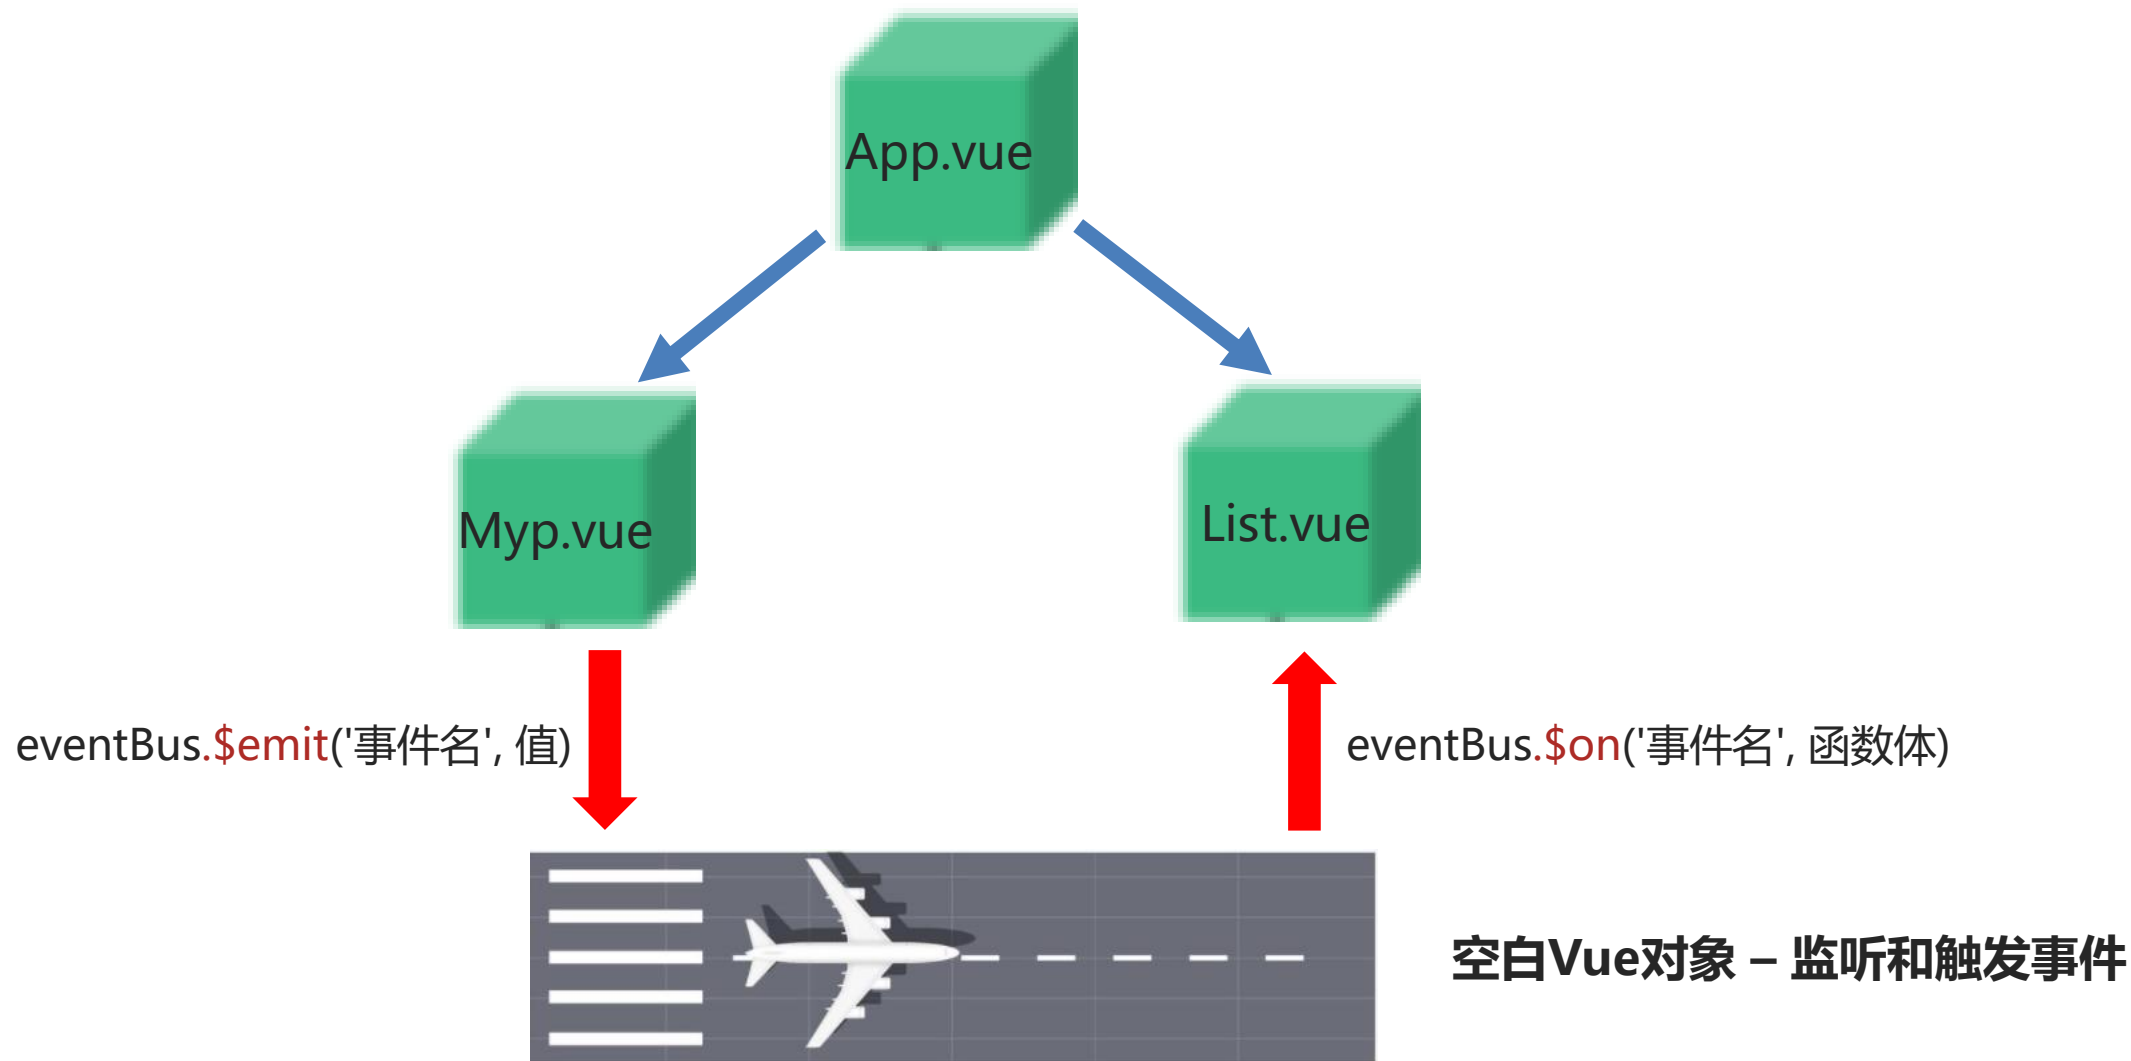 App.vue
Myp.vue
List.vue
eventBus.$emit('事件名', 值)
eventBus.$on('事件名', 函数体)
空白Vue对象 – 监听和触发事件